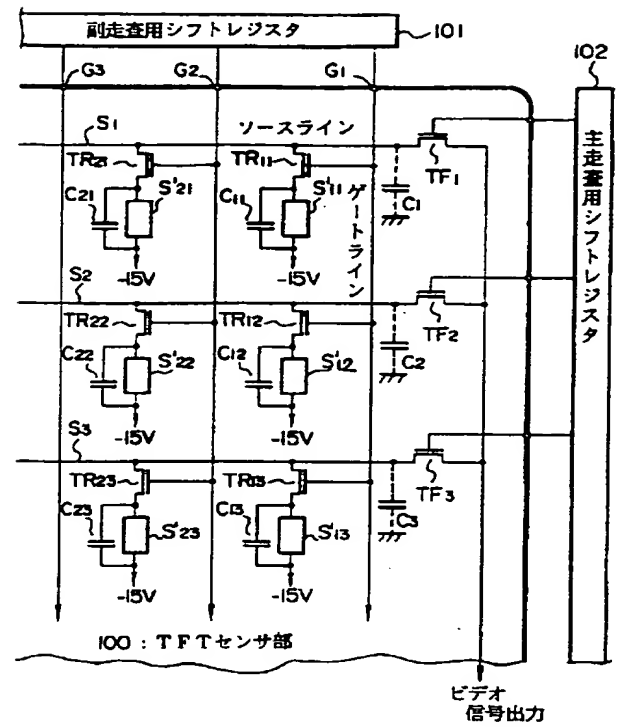 副走査用シフトレジスタ
101
102
G3
G2
G1
S1
ソースライン
TR21
TR11
TF1
C21
S'21
C11
S'11
C1
ゲートライン
主走査用シフトレジスタ
-15V
-15V
S2
TR22
TR12
TF2
C22
S'22
C12
S'12
C2
-15V
-15V
S3
TR23
TR13
TF3
C23
S'23
C13
S'13
C3
-15V
-15V
100:TFTセンサ部
ビデオ
信号出力